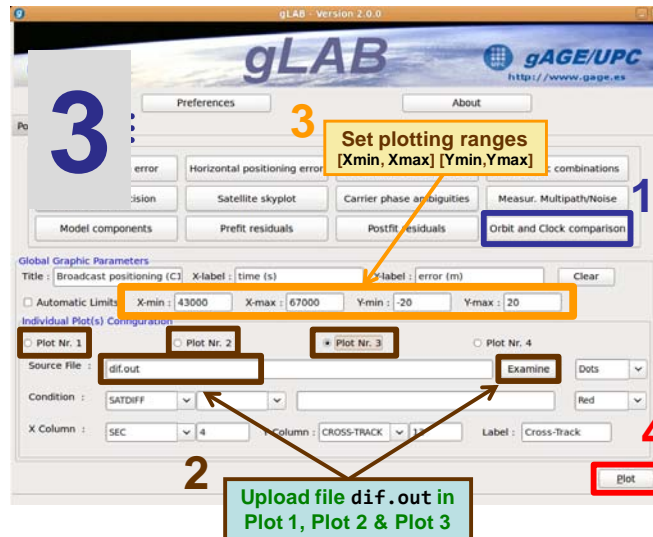 gLAB - Version 2.0.0
gLAB
gAGE/UPC
http://www.gage.es
3
Preferences
About
3
Set plotting ranges
[Xmin, Xmax] [Ymin,Ymax]
error
Horizontal positioning error
combinations
Satellite skyplot
Carrier phase ambiguities
Measur. Multipath/Noise
1
Model components
Prefit residuals
Postfit residuals
Orbit and Clock comparison
Global Graphic Parameters
Title : Broadcast positioning (C1 X-label : time (s) Y-label : error (m) Clear
Automatic Limits X-min : 43000 X-max : 67000 Y-min : -20 Y-max : 20
Individual Plot(s) Configuration
Plot Nr. 1 Plot Nr. 2 Plot Nr. 3 Plot Nr. 4
Source File : dif.out Examine Dots
Condition : SATDIFF Red
X Column : SEC 4 Column : CROSS-TRACK Label : Cross-Track
4
2
Plot
Upload file dif.out in
Plot 1, Plot 2 & Plot 3